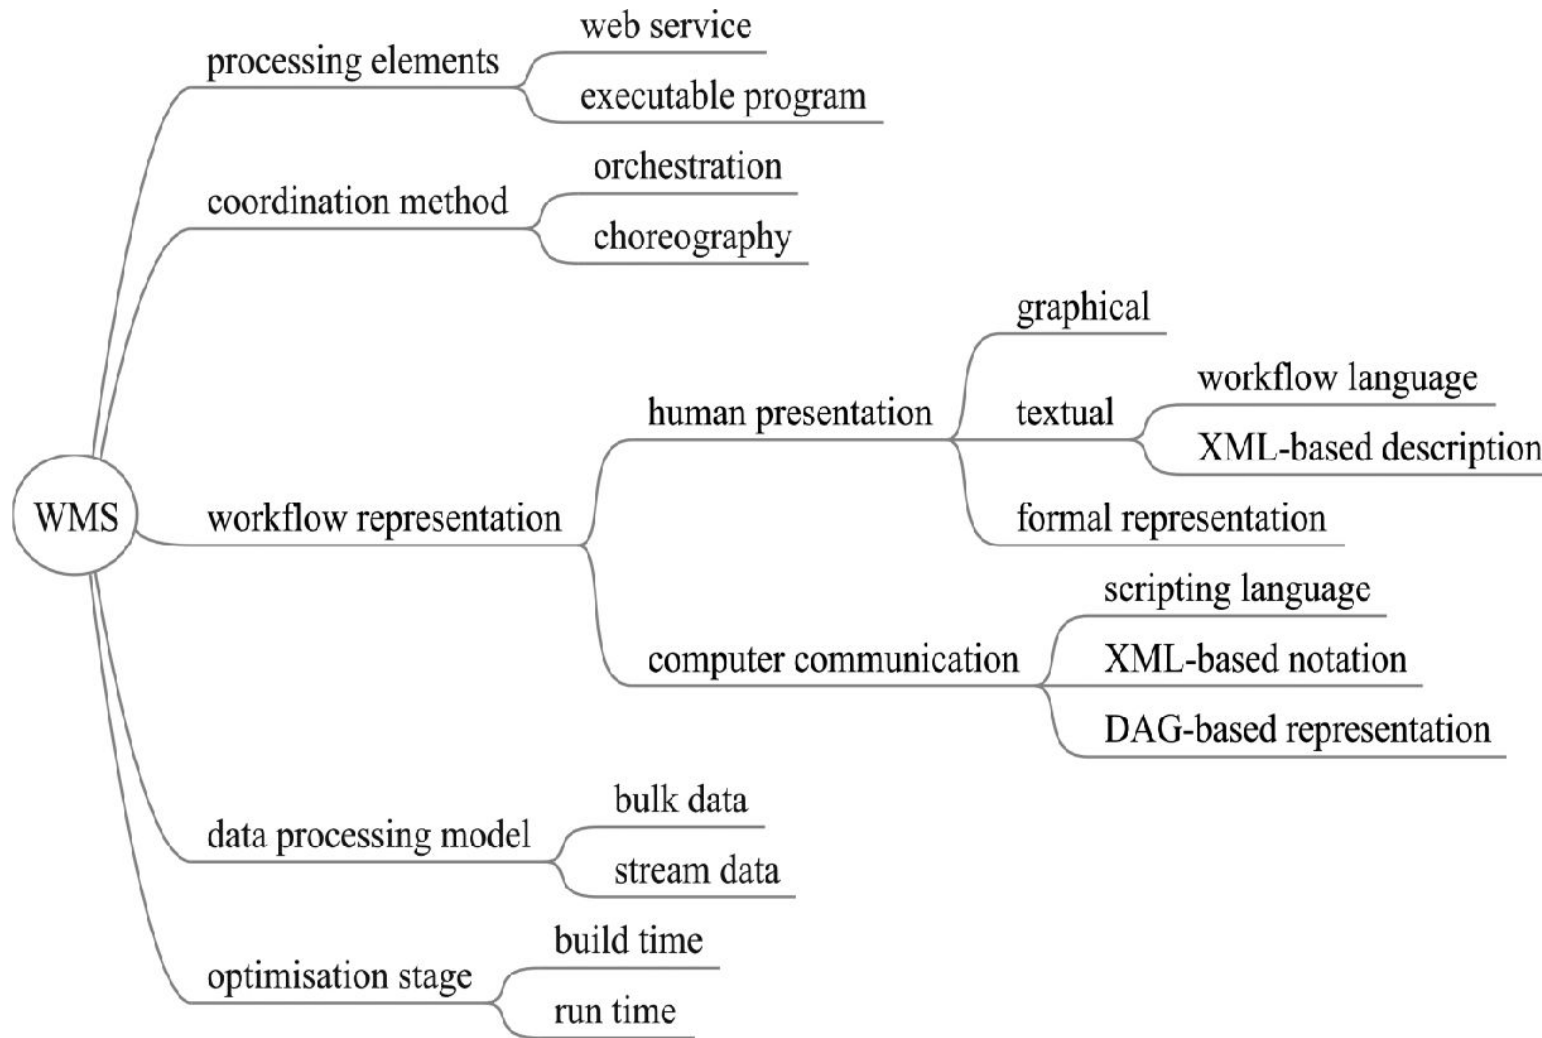 web service
processing elements
executable program
orchestration
coordination method
choreography
graphical
workflow language
human presentation
textual
XML-based description
WMS
workflow representation
formal representation
scripting language
computer communication
XML-based notation
DAG-based representation
bulk data
data processing model
stream data
build time
optimisation stage
run time